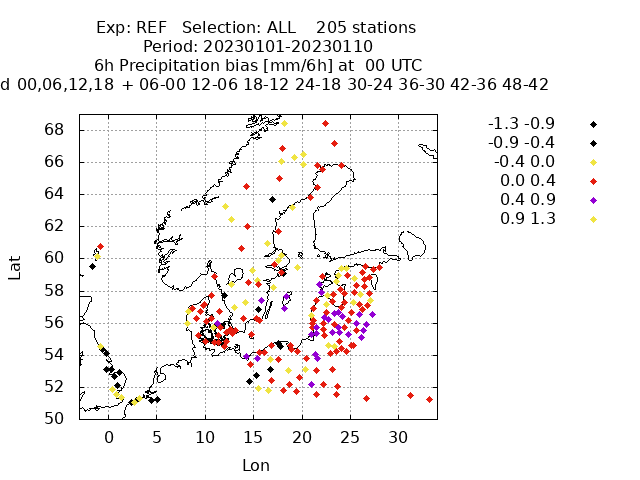 Exp: REF   Selection: ALL    205 stations
Period: 20230101-20230110
6h Precipitation bias [mm/6h] at  00 UTC
d 00,06,12,18 + 06-00 12-06 18-12 24-18 30-24 36-30 42-36 48-42
68
66
64
62
60
58
56
54
52
50
0 5 10 15 20 25 30
Lat
Lon
-1.3 -0.9
-0.9 -0.4
-0.4 0.0
0.0 0.4
0.4 0.9
0.9 1.3